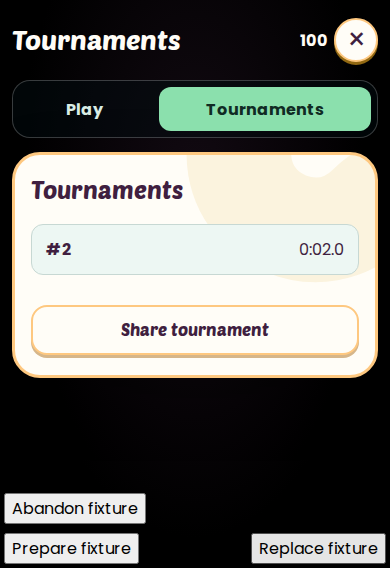 Tournaments 100 ×
Play Tournaments
Tournaments
#2 0:02.0
Share tournament
Abandon fixture
Prepare fixture Replace fixture